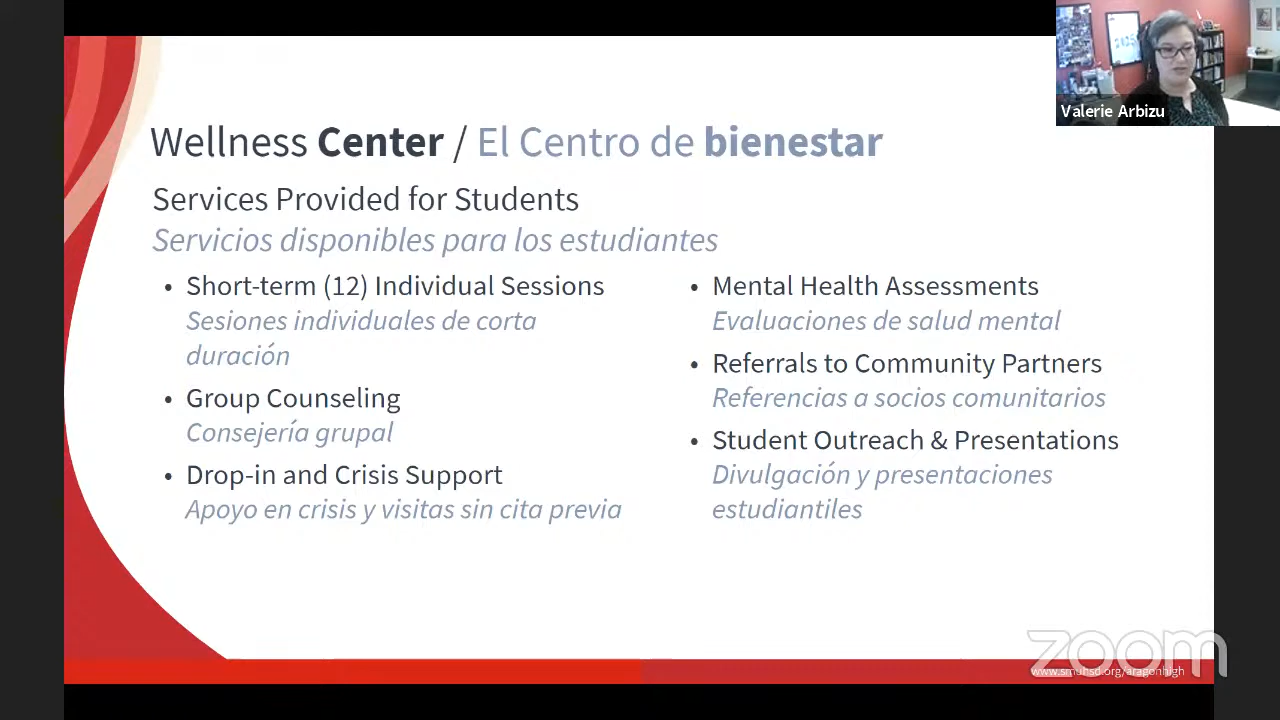 Valerie Arbizu
Wellness Center / El Centro de bienestar
Services Provided for Students
Servicios disponibles para los estudiantes
• Short-term (12) Individual Sessions
Sesiones individuales de corta
duración
• Group Counseling
Consejería grupal
• Drop-in and Crisis Support
Apoyo en crisis y visitas sin cita previa
• Mental Health Assessments
Evaluaciones de salud mental
• Referrals to Community Partners
Referencias a socios comunitarios
• Student Outreach & Presentations
Divulgación y presentaciones
estudiantiles
zoom
www.smuhsd.org/aragonhigh